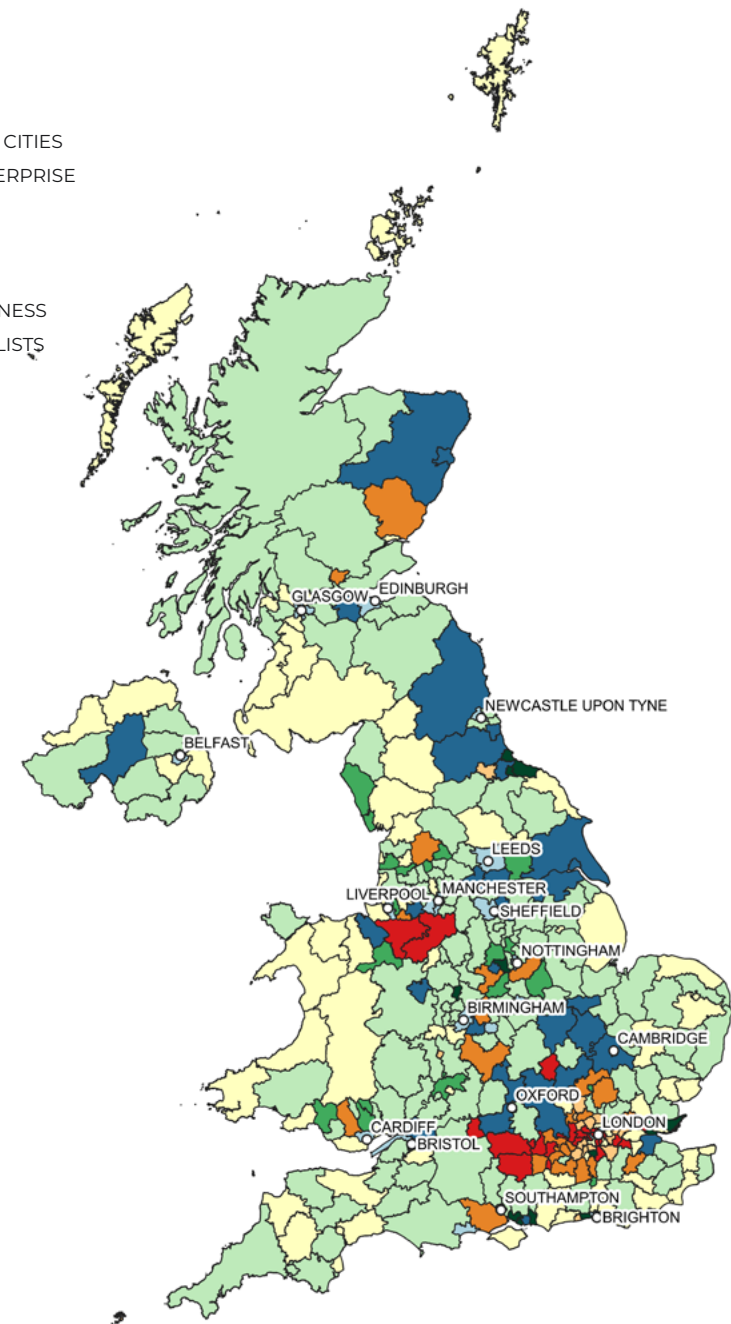 CITIES
ERPRISE
NESS
LISTS
GLASGOW
EDINBURGH
NEWCASTLE UPON TYNE
BELFAST
LEEDS
LIVERPOOL
MANCHESTER
SHEFFIELD
NOTTINGHAM
BIRMINGHAM
CAMBRIDGE
OXFORD
CARDIFF
LONDON
BRISTOL
SOUTHAMPTON
BRIGHTON